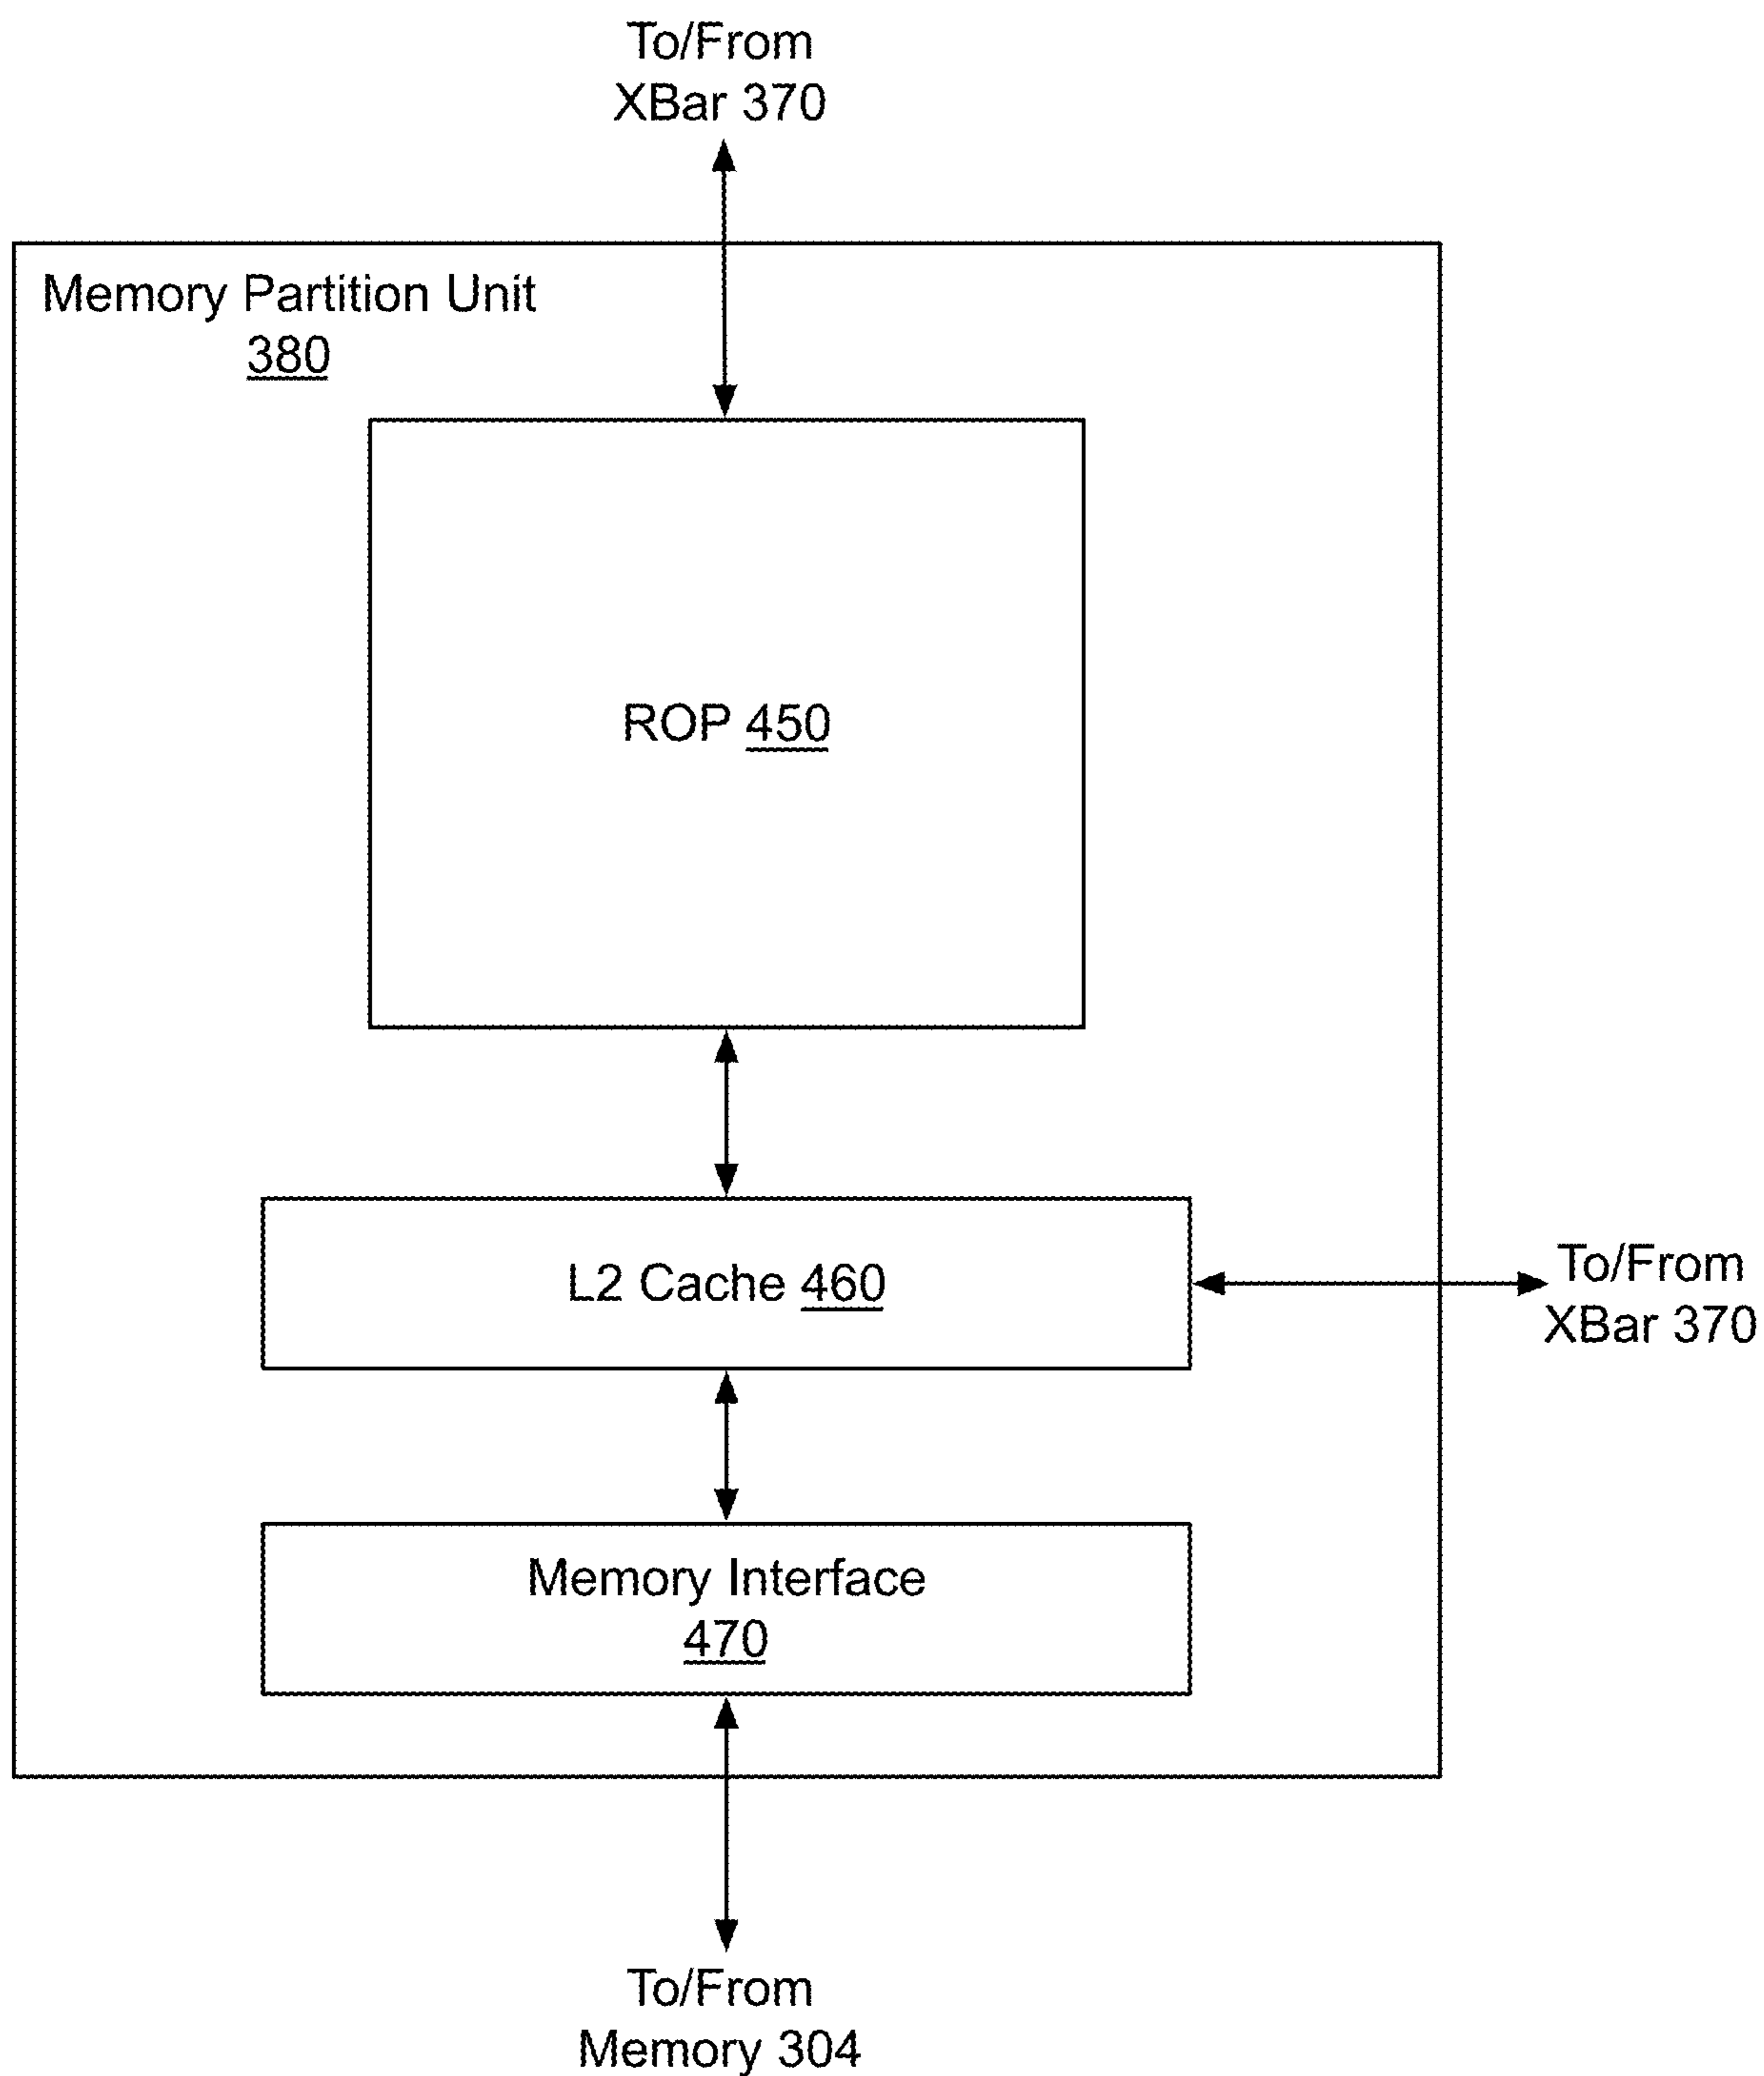 To/From
XBar 370
Memory Partition Unit
380
ROP 450
L2 Cache 460
To/From
XBar 370
Memory Interface
470
To/From
Memory 304